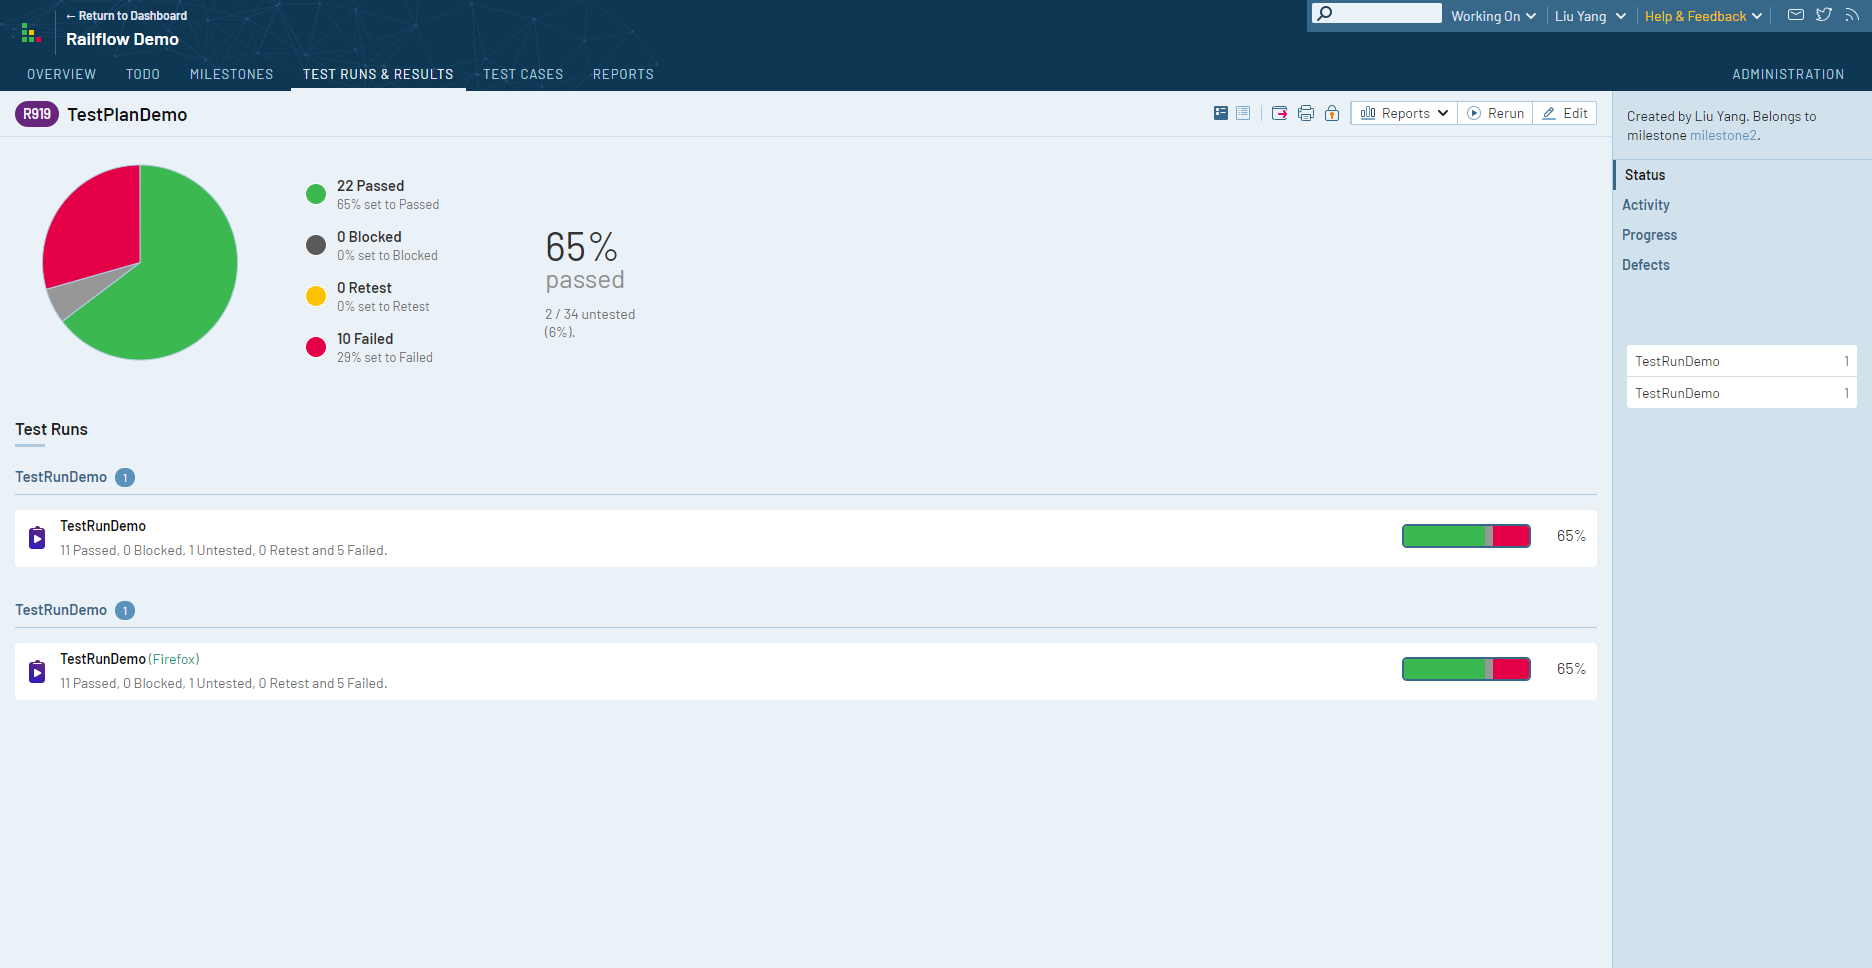 ← Return to Dashboard
Railflow Demo
Working On
Liu Yang
Help & Feedback
OVERVIEW
TODO
MILESTONES
TEST RUNS & RESULTS
TEST CASES
REPORTS
ADMINISTRATION
R919
TestPlanDemo
Reports
Rerun
Edit
22 Passed
65% set to Passed
0 Blocked
0% set to Blocked
0 Retest
0% set to Retest
10 Failed
29% set to Failed
65%
passed
2 / 34 untested
(6%).
Test Runs
TestRunDemo 1
TestRunDemo
11 Passed, 0 Blocked, 1 Untested, 0 Retest and 5 Failed.
65%
TestRunDemo 1
TestRunDemo (Firefox)
11 Passed, 0 Blocked, 1 Untested, 0 Retest and 5 Failed.
65%
Created by Liu Yang. Belongs to
milestone milestone2.
Status
Activity
Progress
Defects
TestRunDemo 1
TestRunDemo 1